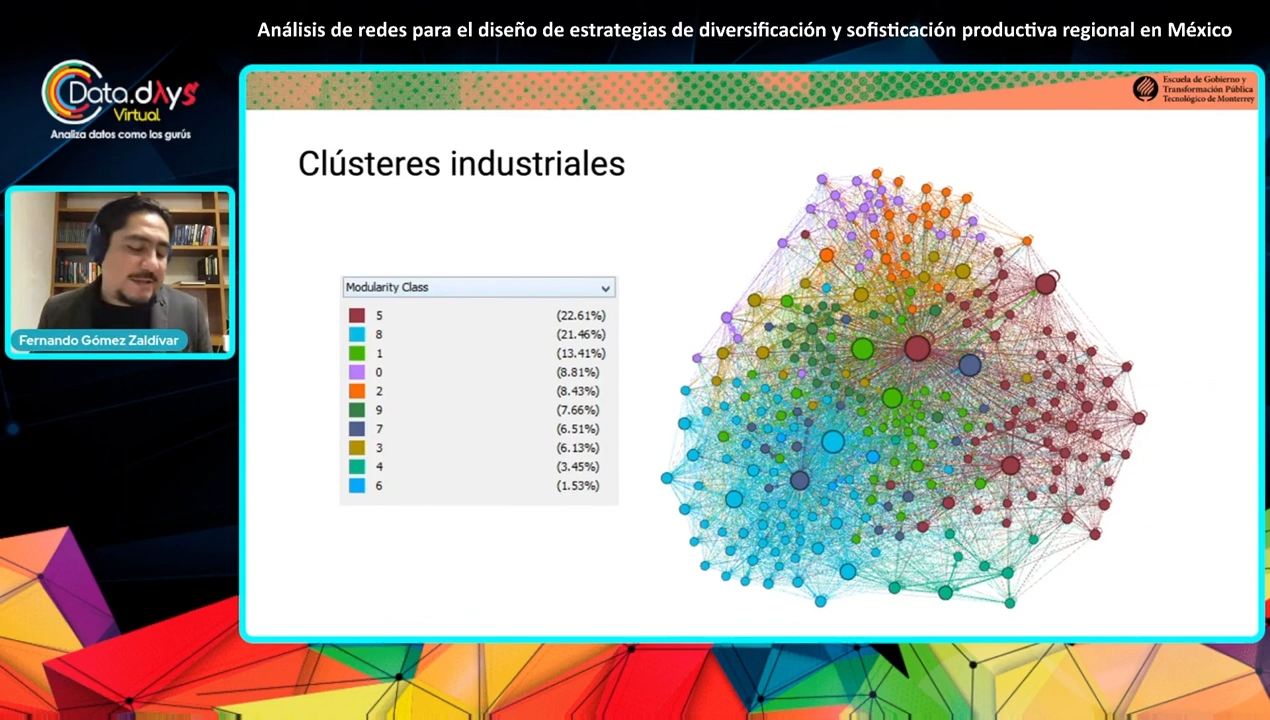 Análisis de redes para el diseño de estrategias de diversificación y sofisticación productiva regional en México
Data.dAys
Virtual
Analiza datos como los gurús
Escuela de Gobierno y
Transformación Pública
Tecnológico de Monterrey
Clústeres industriales
Fernando Gómez Zaldívar
Modularity Class
5 (22.61%)
8 (21.46%)
1 (13.41%)
0 (8.81%)
2 (8.43%)
9 (7.66%)
7 (6.51%)
3 (6.13%)
4 (3.45%)
6 (1.53%)